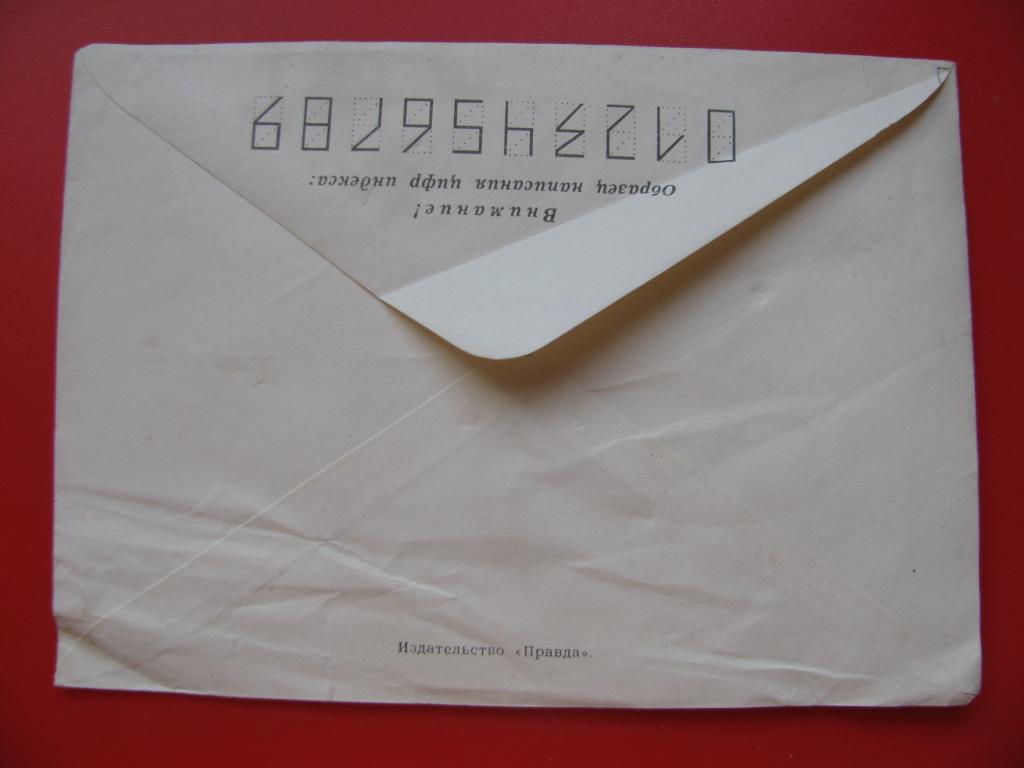 Внимание!
Образец написания цифр индекса:
0123456789
Издательство «Правда».